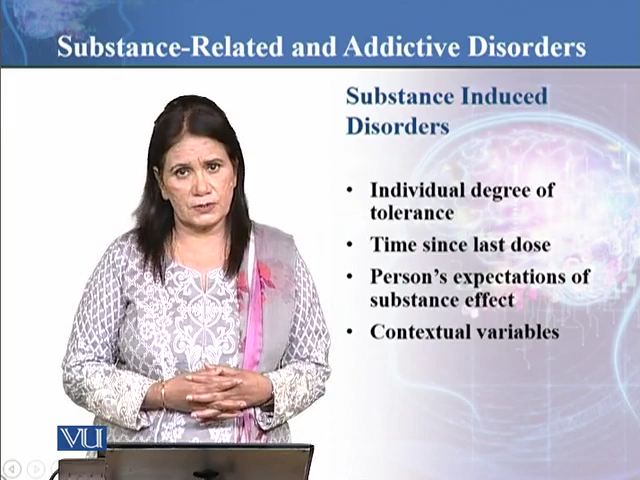 Substance-Related and Addictive Disorders
Substance Induced
Disorders
• Individual degree of
tolerance
• Time since last dose
• Person's expectations of
substance effect
• Contextual variables
VU